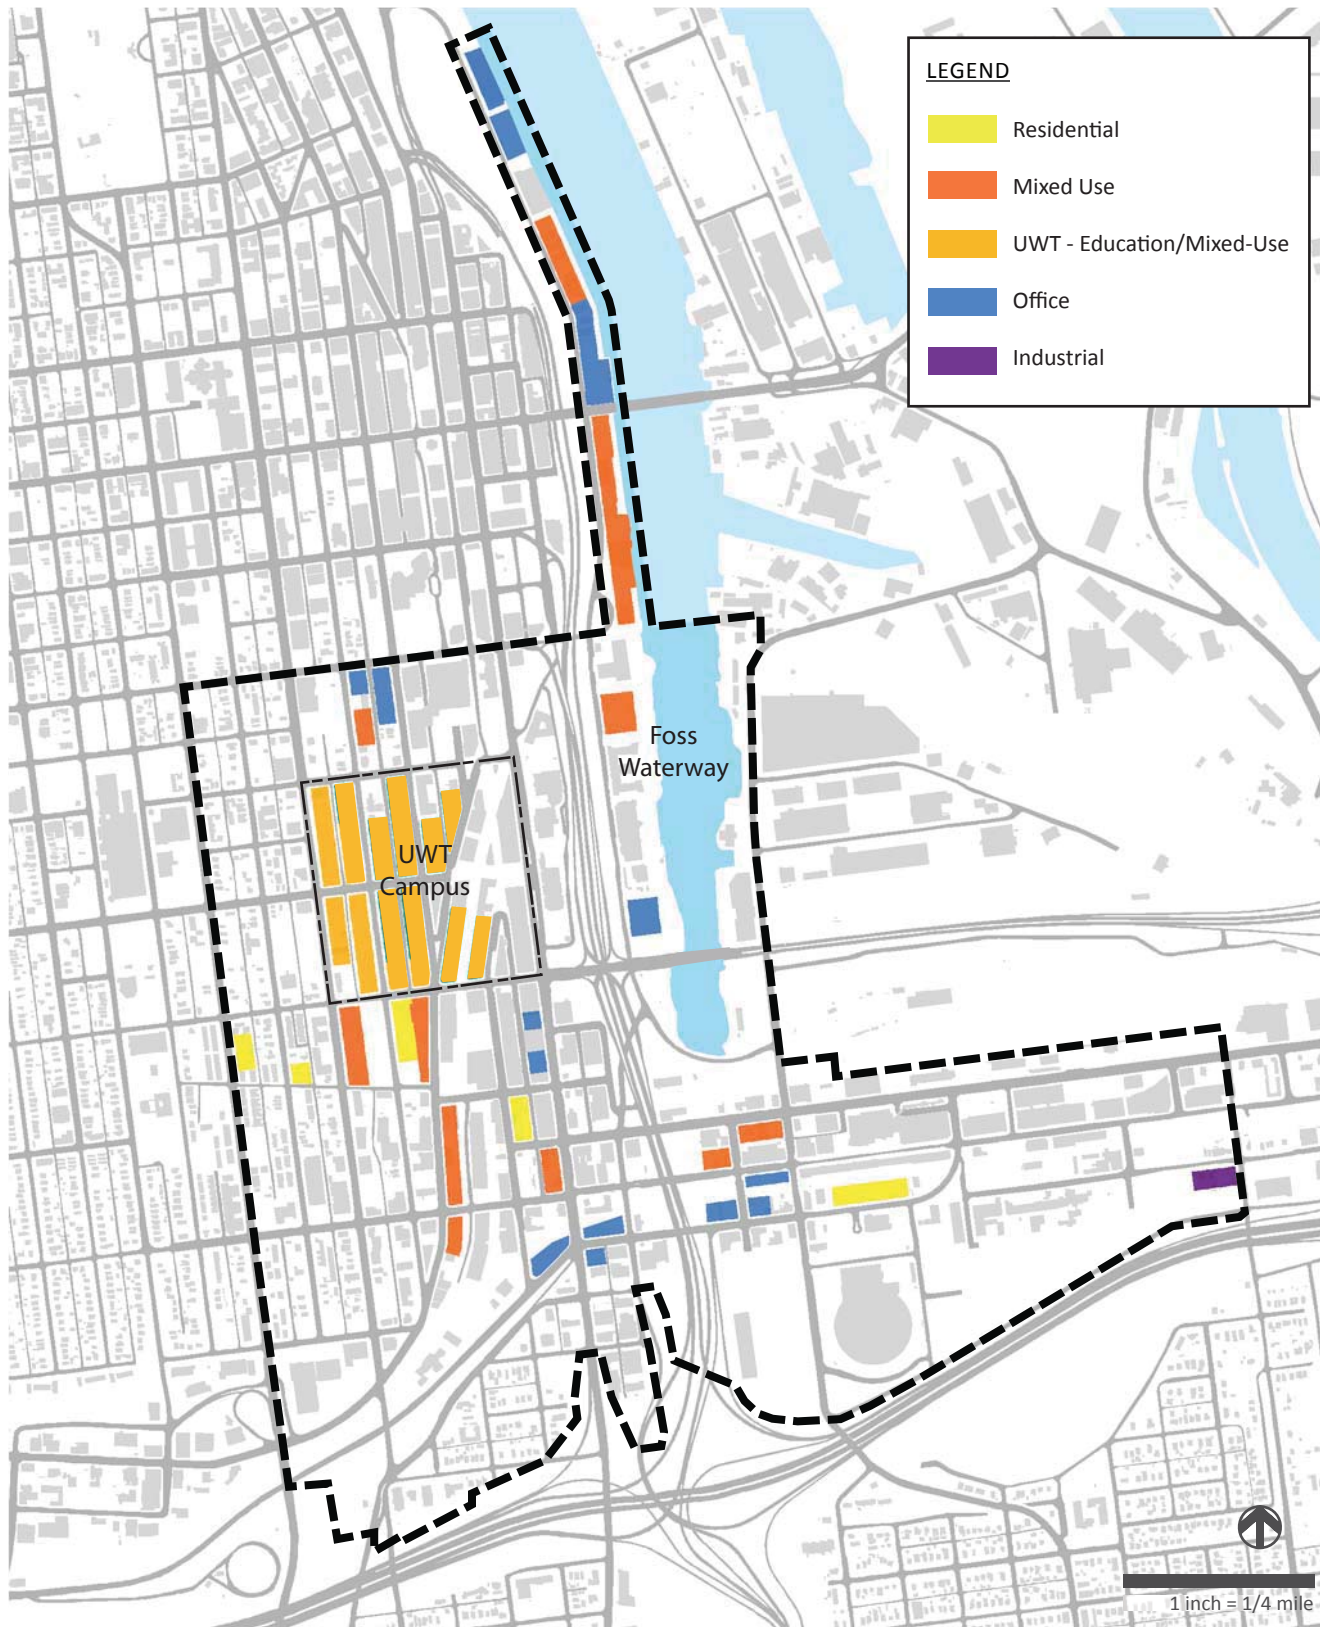 LEGEND
Residential
Mixed Use
UWT - Education/Mixed-Use
Office
Industrial
Foss
Waterway
UWT
Campus
1 inch = 1/4 mile